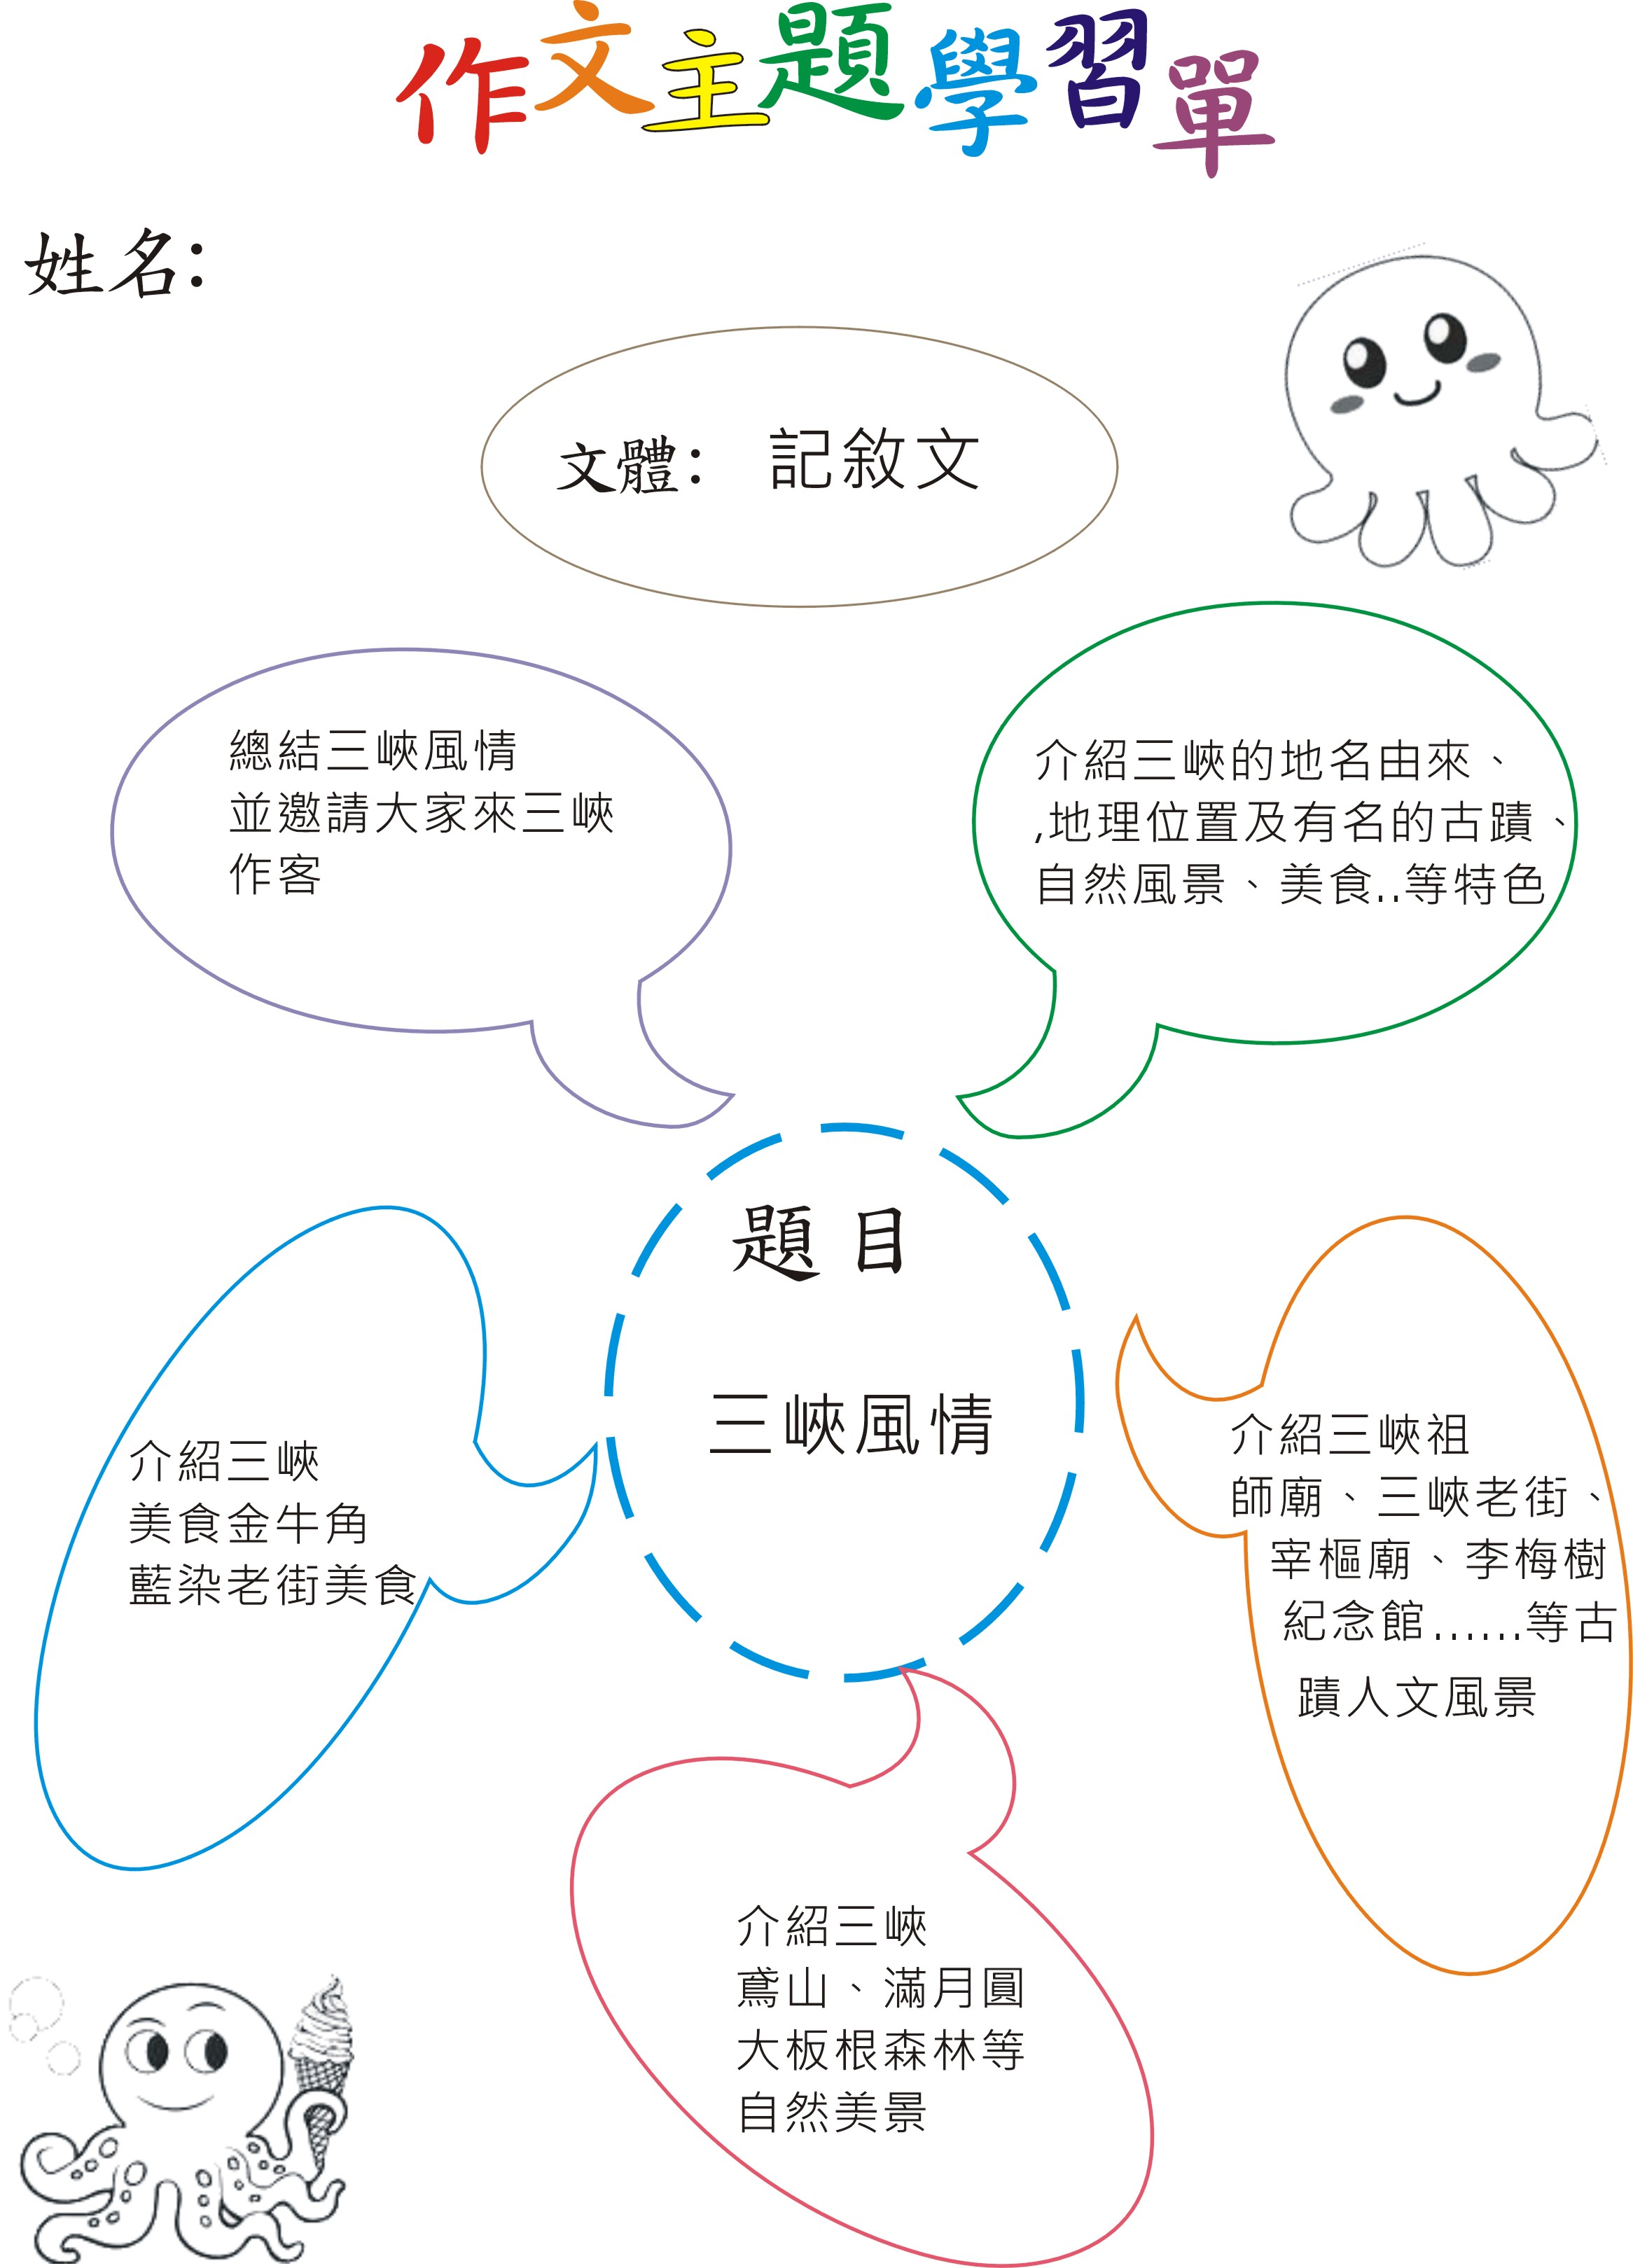 作文主題學習單
姓名:
文體: 記敘文
總結三峽風情
並邀請大家來三峽
作客
介紹三峽的地名由來、
,地理位置及有名的古蹟、
自然風景、美食..等特色
題目
三峽風情
介紹三峽
美食金牛角
藍染老街美食
介紹三峽祖
師廟、三峽老街、
宰樞廟、李梅樹
紀念館......等古
蹟人文風景
介紹三峽
鳶山、滿月圓
大板根森林等
自然美景